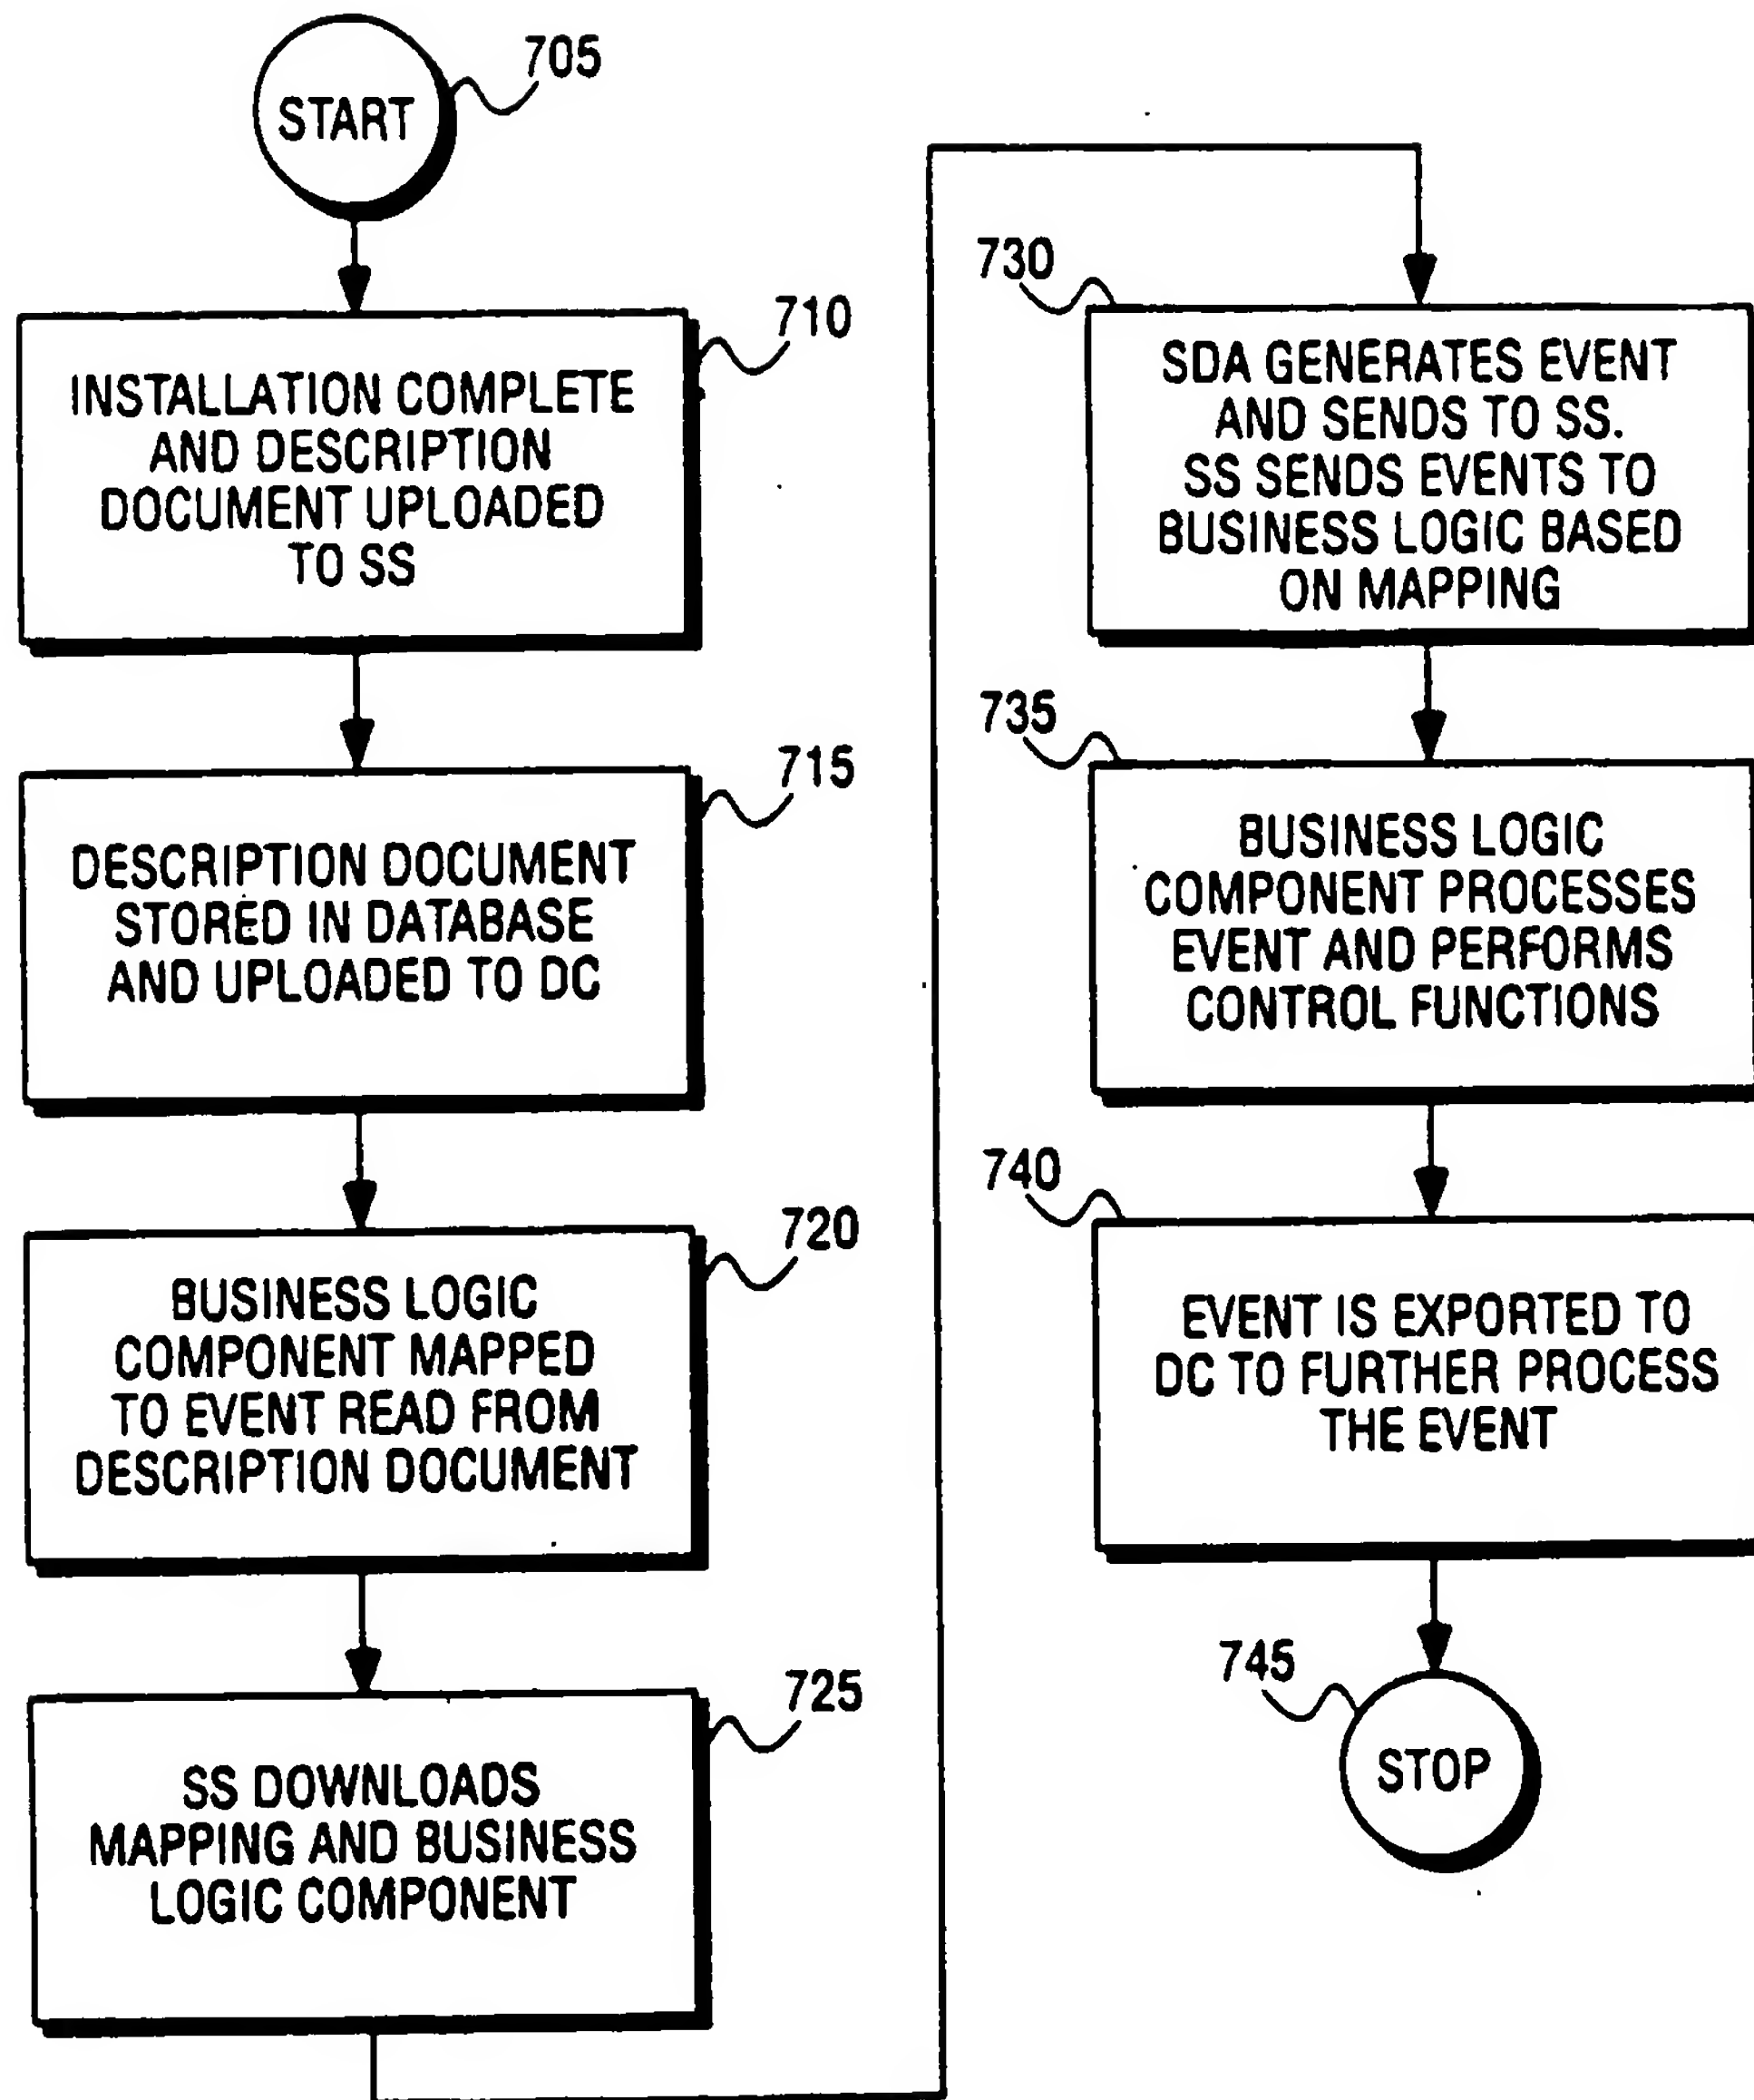 START
705
INSTALLATION COMPLETE
AND DESCRIPTION
DOCUMENT UPLOADED
TO SS
710
DESCRIPTION DOCUMENT
STORED IN DATABASE
AND UPLOADED TO DC
715
BUSINESS LOGIC
COMPONENT MAPPED
TO EVENT READ FROM
DESCRIPTION DOCUMENT
720
SS DOWNLOADS
MAPPING AND BUSINESS
LOGIC COMPONENT
725
730
SDA GENERATES EVENT
AND SENDS TO SS.
SS SENDS EVENTS TO
BUSINESS LOGIC BASED
ON MAPPING
735
BUSINESS LOGIC
COMPONENT PROCESSES
EVENT AND PERFORMS
CONTROL FUNCTIONS
740
EVENT IS EXPORTED TO
DC TO FURTHER PROCESS
THE EVENT
745
STOP